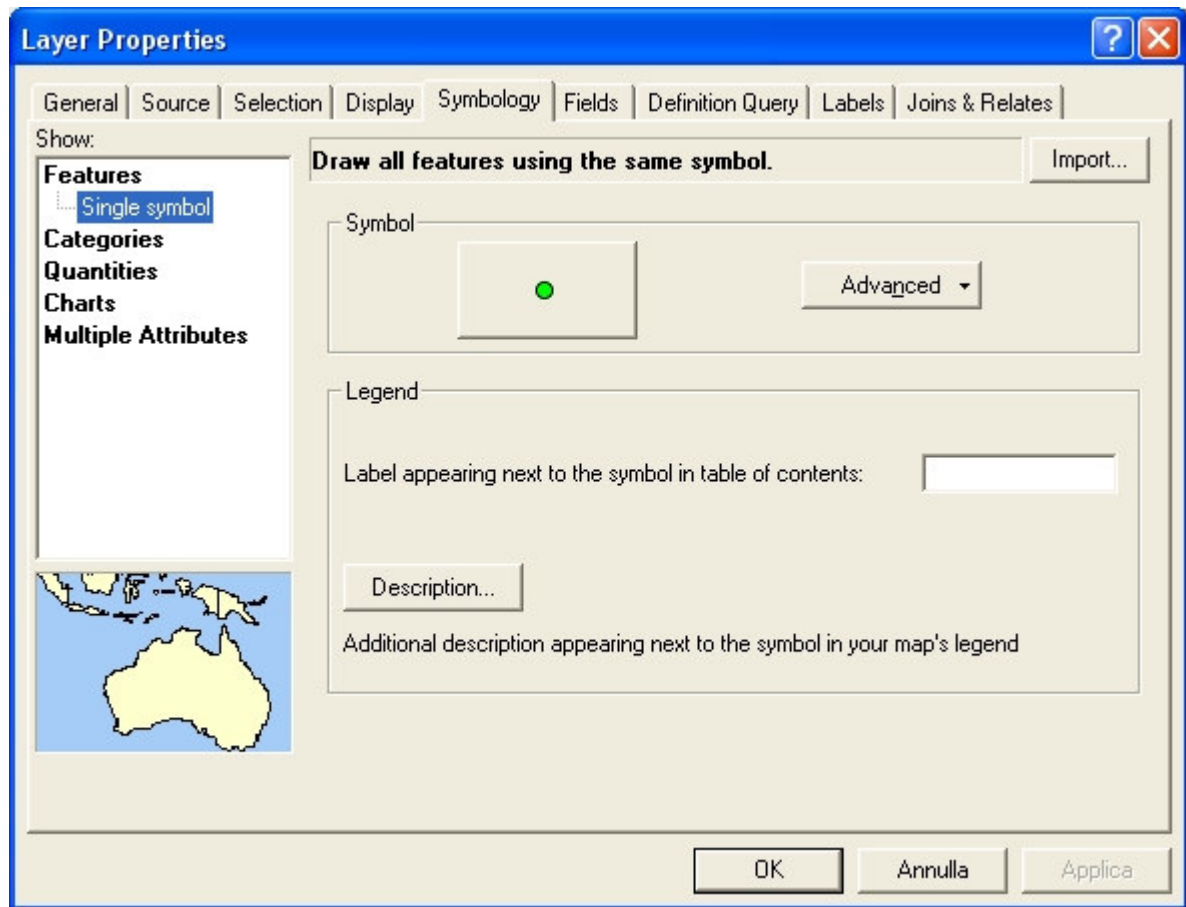 Layer Properties
General Source Selection Display Symbology Fields Definition Query Labels Joins & Relates
Show:
Features
Single symbol
Categories
Quantities
Charts
Multiple Attributes
Draw all features using the same symbol.
Import...
Symbol
Advanced
Legend
Label appearing next to the symbol in table of contents:
Description...
Additional description appearing next to the symbol in your map's legend
OK
Annulla
Applica